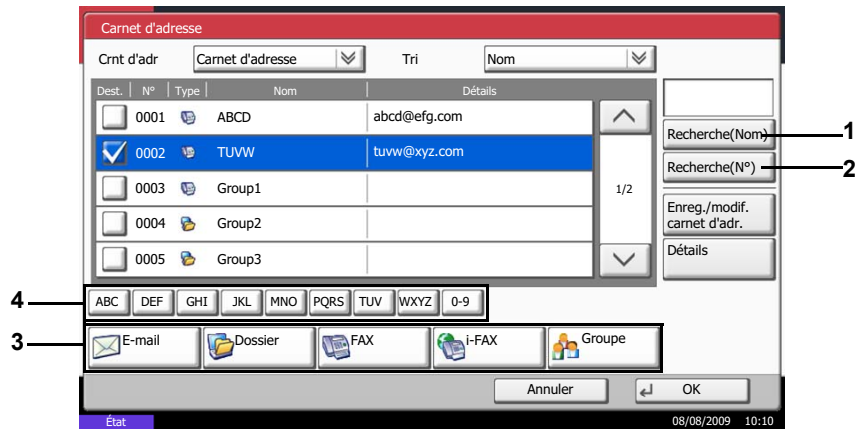 Carnet d'adresse
Crnt d'adr Carnet d'adresse Tri Nom
Dest. N° Type Nom Détails
0001 ABCD abcd@efg.com
0002 TUVW tuvw@xyz.com
0003 Group1
0004 Group2
0005 Group3
1/2
Recherche(Nom) 1
Recherche(N°) 2
Enreg./modif.
carnet d'adr.
Détails
4 ABC DEF GHI JKL MNO PQRS TUV WXYZ 0-9
3 E-mail Dossier FAX i-FAX Groupe
Annuler OK
État 08/08/2009 10:10